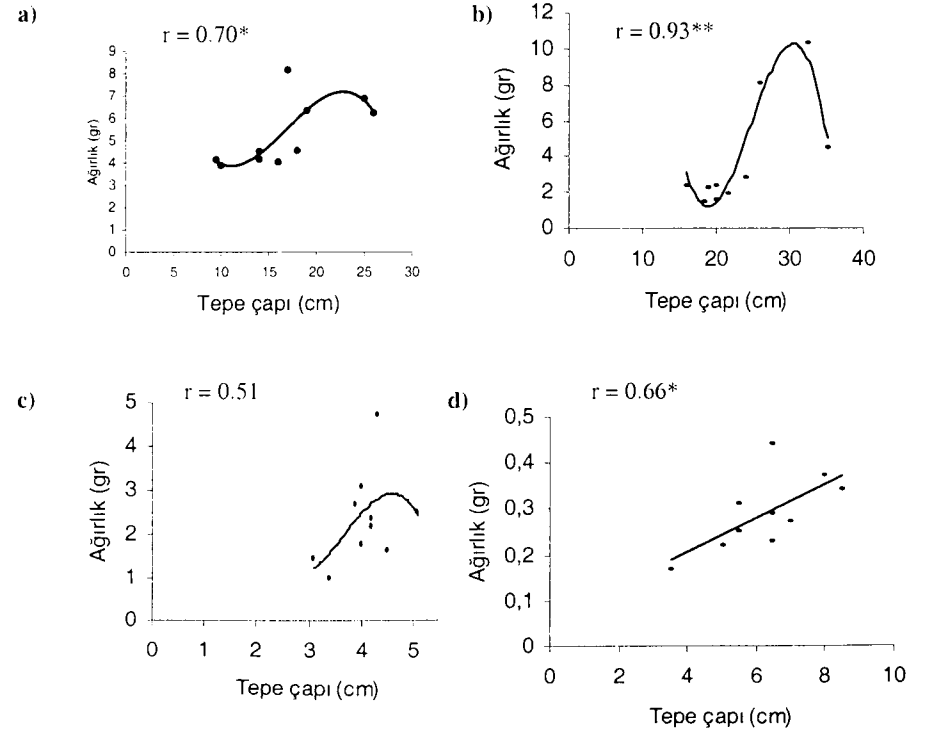 a)
r = 0.70*
9
8
7
6
5
4
3
2
1
0
Ağırlık (gr)
0 5 10 15 20 25 30
Tepe çapı (cm)
b)
r = 0.93**
12
10
8
6
4
2
0
Ağırlık (gr)
0 10 20 30 40
Tepe çapı (cm)
c)
r = 0.51
5
4
3
2
1
0
Ağırlık (gr)
0 1 2 3 4 5
Tepe çapı (cm)
d)
r = 0.66*
0,5
0,4
0,3
0,2
0,1
0
Ağırlık (gr)
0 2 4 6 8 10
Tepe çapı (cm)